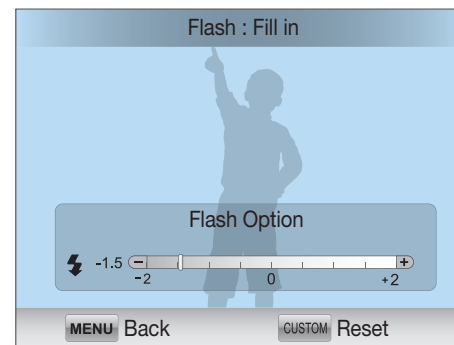 Flash : Fill in
Flash Option
-1.5
-2 0 +2
MENU Back CUSTOM Reset